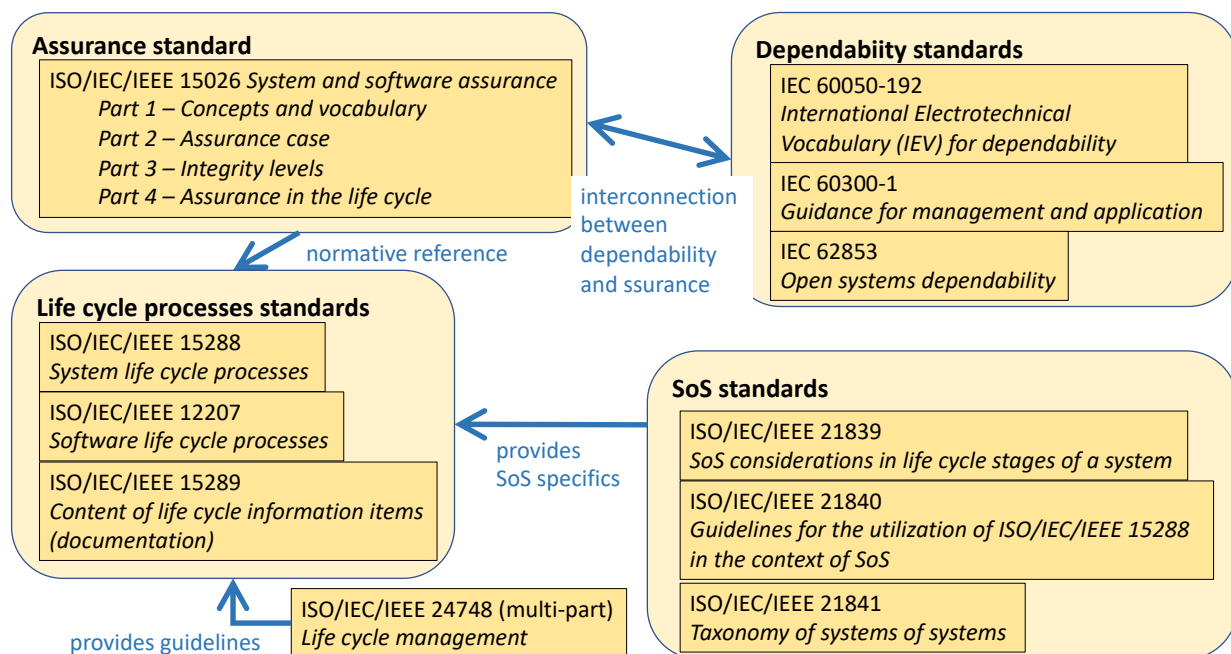 Assurance standard
ISO/IEC/IEEE 15026 System and software assurance
Part 1 – Concepts and vocabulary
Part 2 – Assurance case
Part 3 – Integrity levels
Part 4 – Assurance in the life cycle
Dependabiity standards
IEC 60050-192
International Electrotechnical
Vocabulary (IEV) for dependability
IEC 60300-1
Guidance for management and application
IEC 62853
Open systems dependability
interconnection
between
dependability
and ssurance
normative reference
Life cycle processes standards
ISO/IEC/IEEE 15288
System life cycle processes
ISO/IEC/IEEE 12207
Software life cycle processes
ISO/IEC/IEEE 15289
Content of life cycle information items
(documentation)
provides
SoS specifics
SoS standards
ISO/IEC/IEEE 21839
SoS considerations in life cycle stages of a system
ISO/IEC/IEEE 21840
Guidelines for the utilization of ISO/IEC/IEEE 15288
in the context of SoS
ISO/IEC/IEEE 21841
Taxonomy of systems of systems
provides guidelines
ISO/IEC/IEEE 24748 (multi-part)
Life cycle management